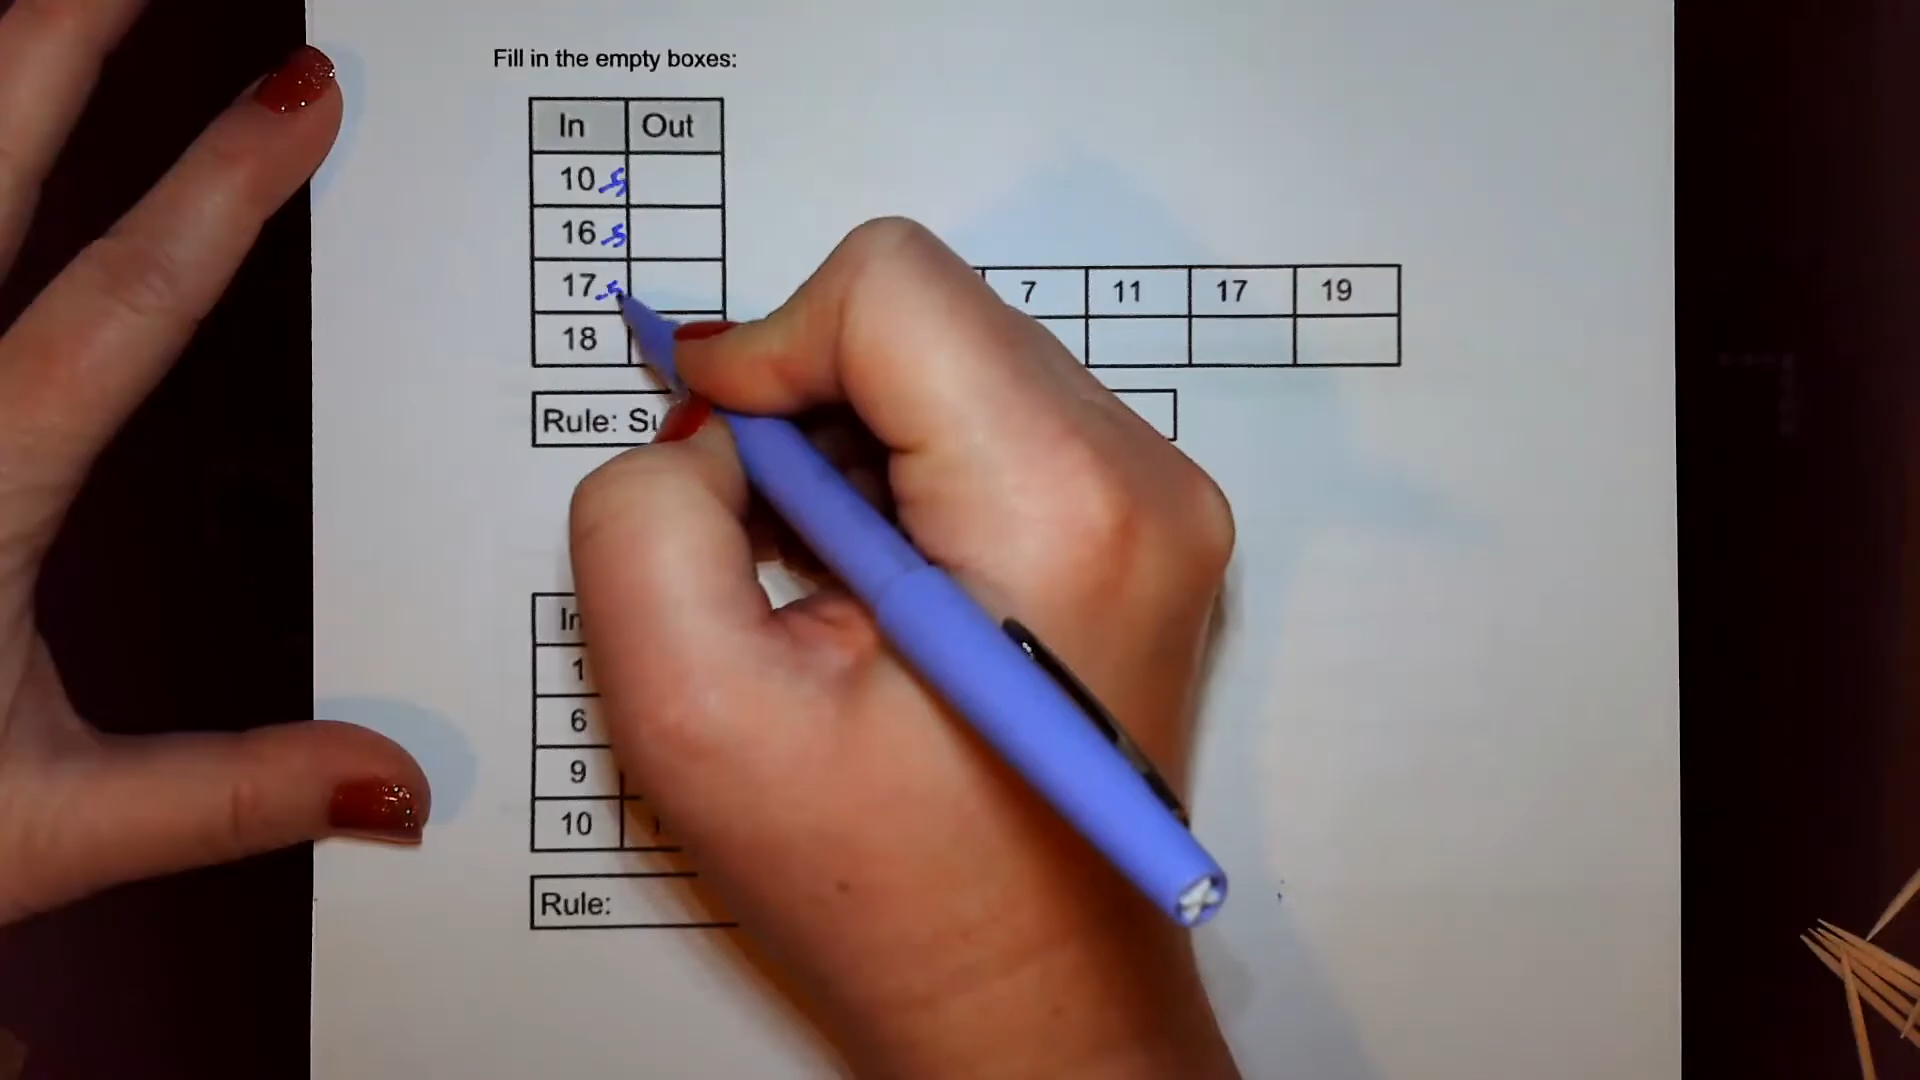 Fill in the empty boxes:
In Out
10 -5
16 -5
17 -5
18
7 11 17 19
Rule:
In
1
6
9
10
Rule: